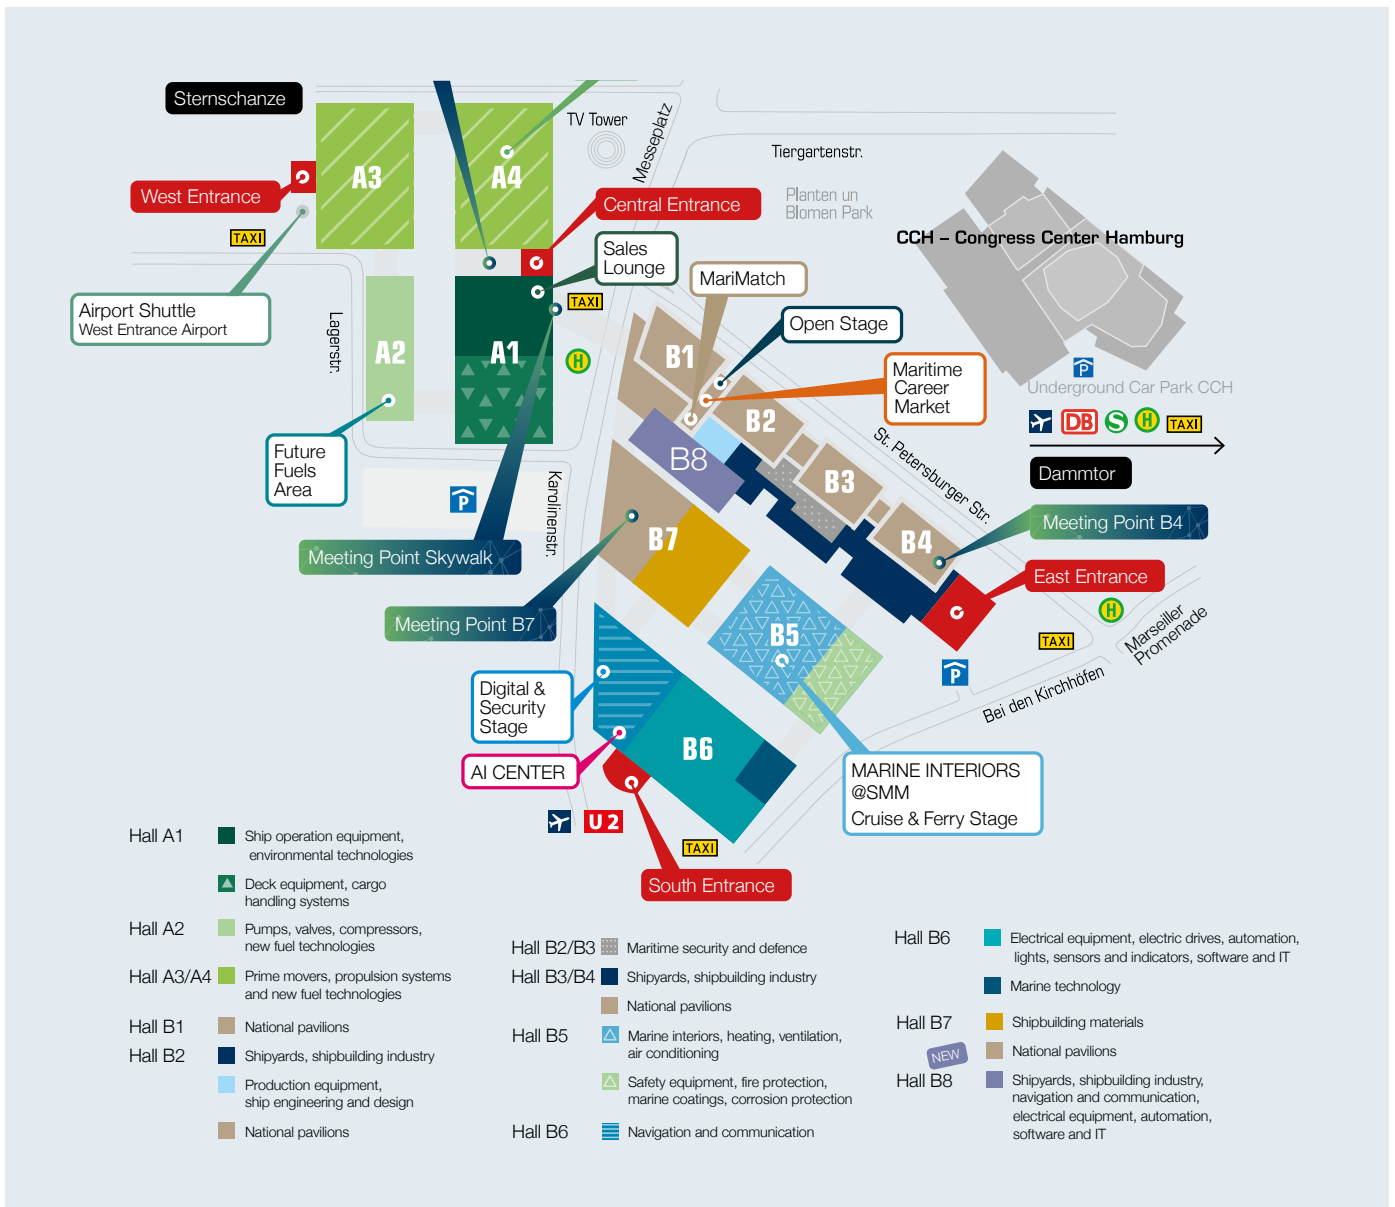 Sternschanze
A3
A4
TV Tower
Messeplatz
Tiergartenstr.
West Entrance
Central Entrance
Planten un
Blomen Park
TAXI
CCH – Congress Center Hamburg
Sales
Lounge
MariMatch
Airport Shuttle
West Entrance Airport
TAXI
Open Stage
Lagerstr.
A2
A1
H
B1
Maritime
Career
Market
P
Underground Car Park CCH
DB
S
H
TAXI
B2
St. Petersburger Str.
Future
Fuels
Area
B8
Dammtor
P
Karolinenstr.
B3
Meeting Point B4
Meeting Point Skywalk
B7
B4
East Entrance
H
Meeting Point B7
B5
TAXI
Marseiller
Promenade
P
Bei den Kirchhöfen
Digital &
Security
Stage
B6
AI CENTER
MARINE INTERIORS
@SMM
Cruise & Ferry Stage
U2
TAXI
South Entrance
Hall A1
Ship operation equipment,
environmental technologies
Deck equipment, cargo
handling systems
Hall A2
Pumps, valves, compressors,
new fuel technologies
Hall A3/A4
Prime movers, propulsion systems
and new fuel technologies
Hall B1
National pavilions
Hall B2
Shipyards, shipbuilding industry
Production equipment,
ship engineering and design
National pavilions
Hall B2/B3
Maritime security and defence
Hall B3/B4
Shipyards, shipbuilding industry
National pavilions
Hall B5
Marine interiors, heating, ventilation,
air conditioning
Safety equipment, fire protection,
marine coatings, corrosion protection
Hall B6
Navigation and communication
Hall B6
Electrical equipment, electric drives, automation,
lights, sensors and indicators, software and IT
Marine technology
Hall B7
Shipbuilding materials
National pavilions
NEW
Hall B8
Shipyards, shipbuilding industry,
navigation and communication,
electrical equipment, automation,
software and IT